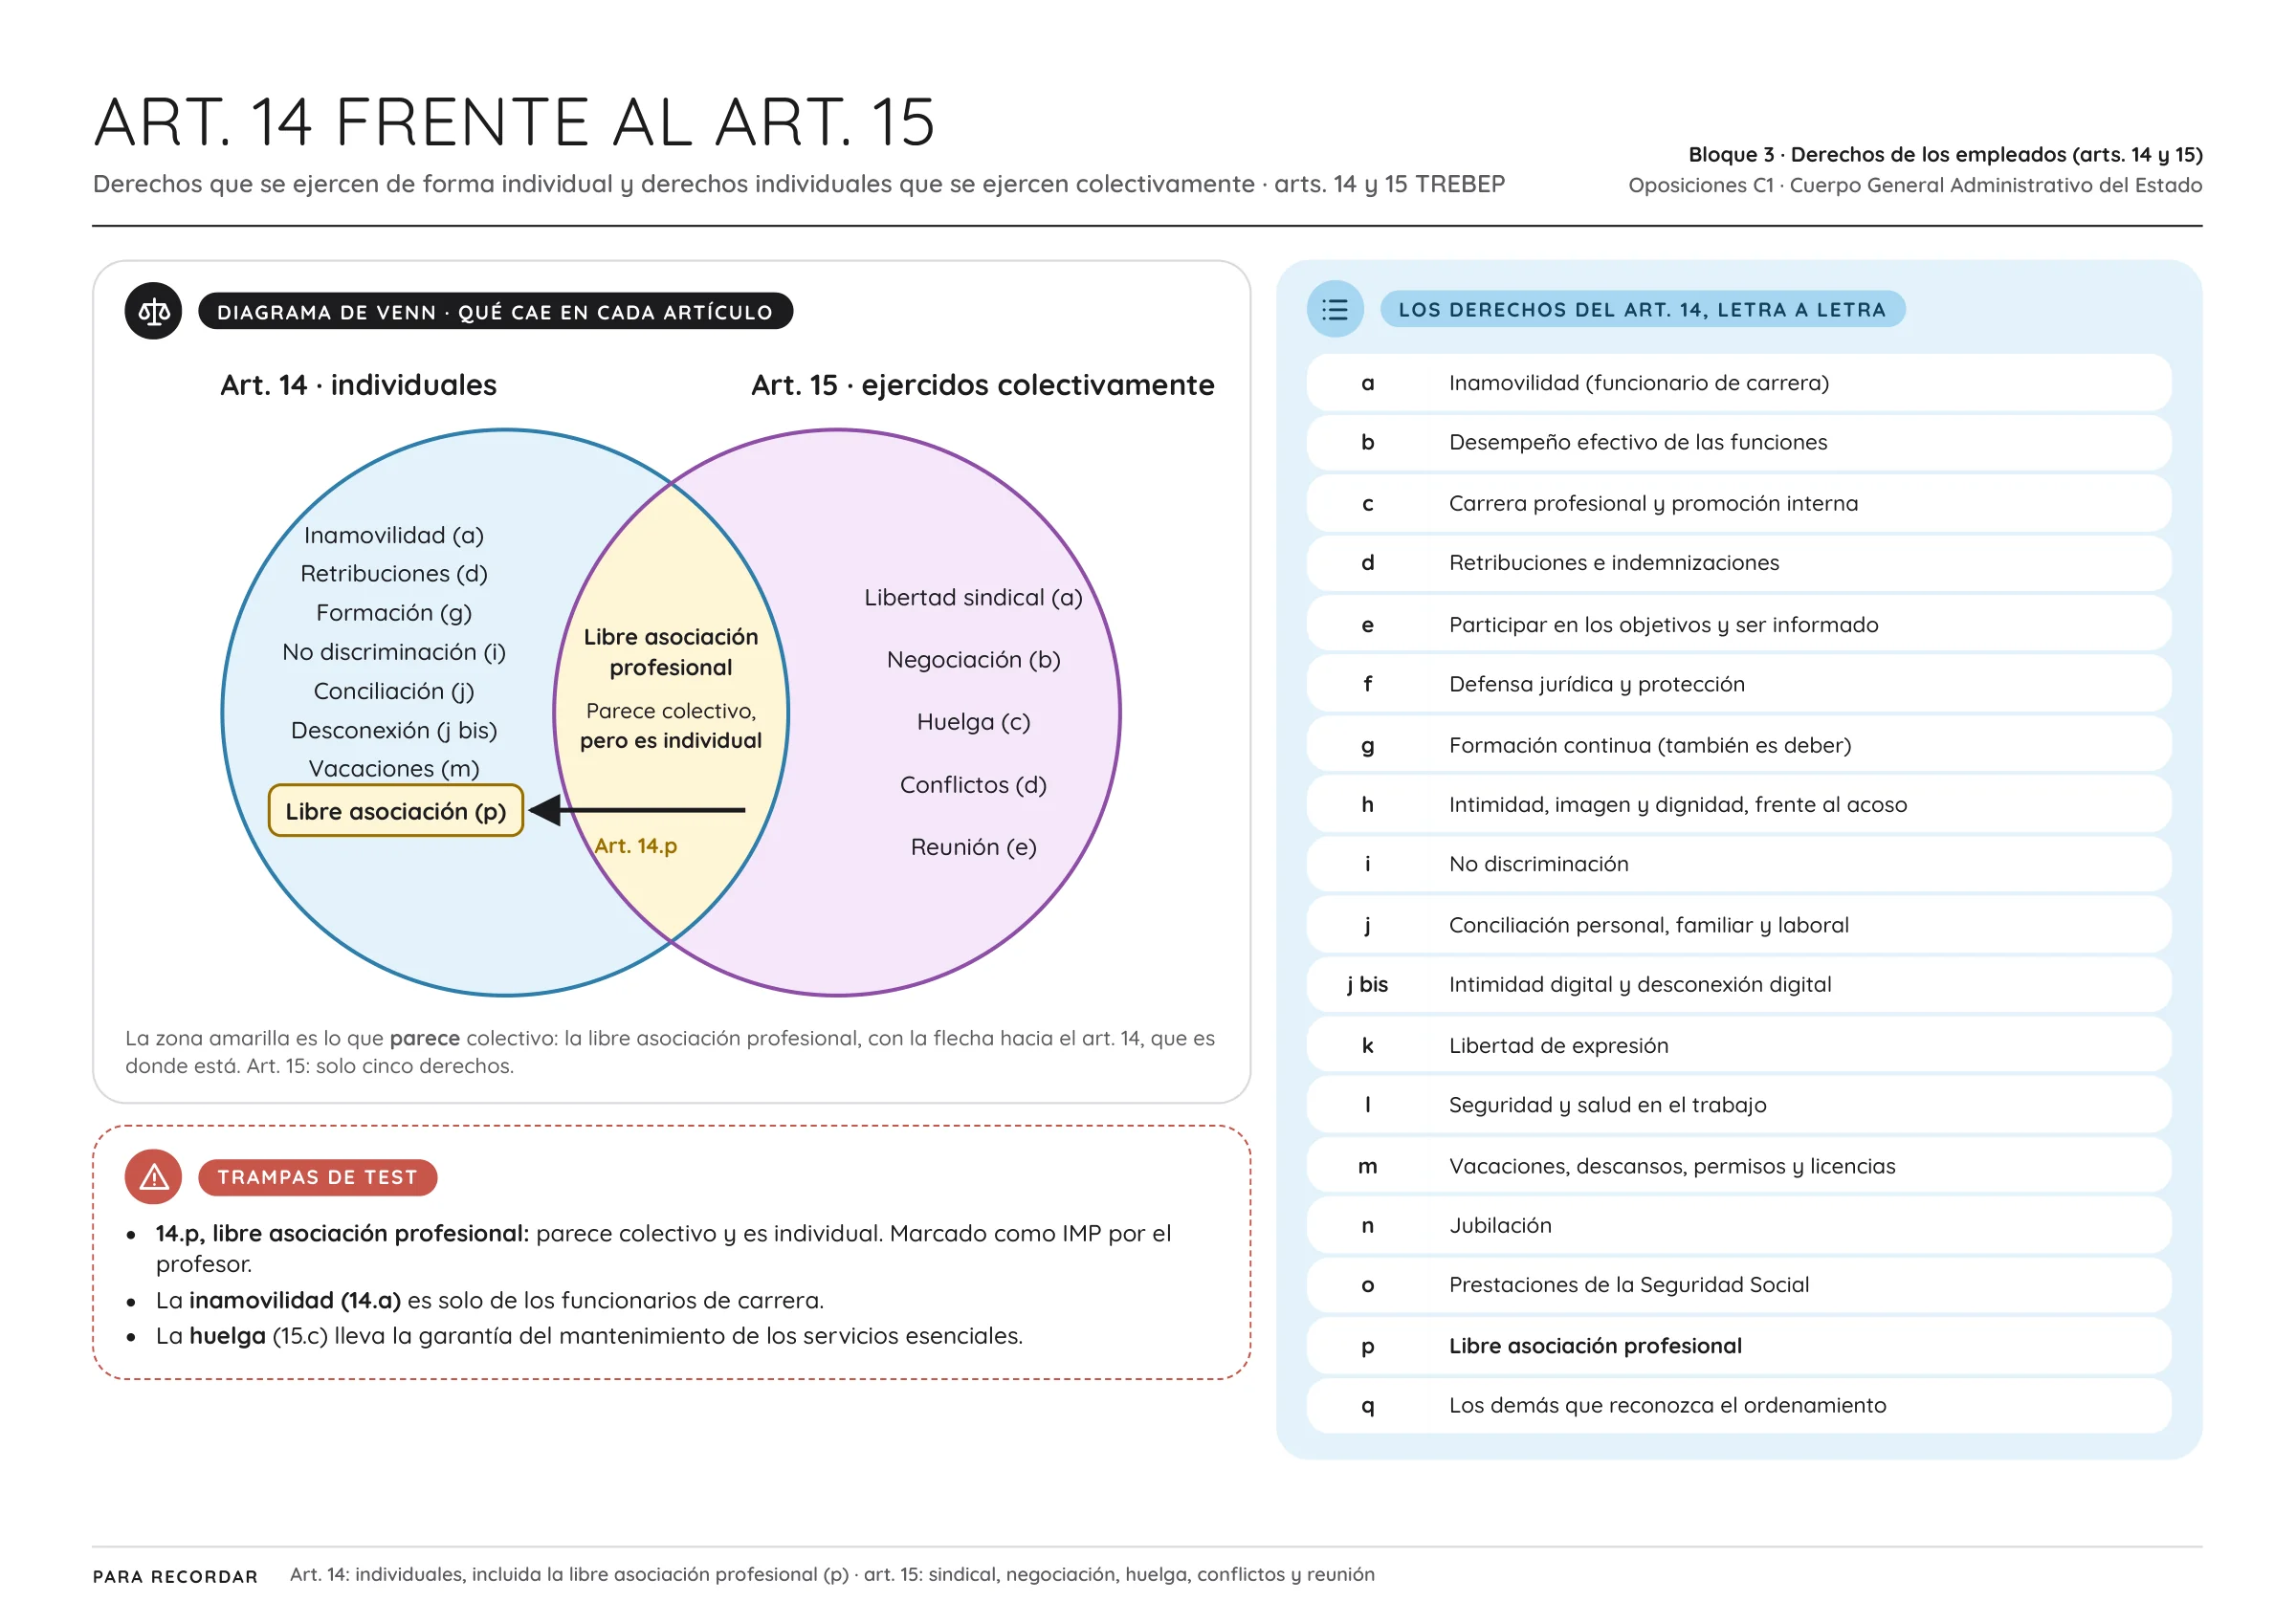 ART. 14 FRENTE AL ART. 15
Derechos que se ejercen de forma individual y derechos individuales que se ejercen colectivamente · arts. 14 y 15 TREBEP
Bloque 3 · Derechos de los empleados (arts. 14 y 15)
Oposiciones C1 · Cuerpo General Administrativo del Estado
DIAGRAMA DE VENN · QUÉ CAE EN CADA ARTÍCULO
Art. 14 · individuales
Art. 15 · ejercidos colectivamente
Inamovilidad (a)
Retribuciones (d)
Formación (g)
No discriminación (i)
Conciliación (j)
Desconexión (j bis)
Vacaciones (m)
Libre asociación (p)
Libre asociación
profesional
Parece colectivo,
pero es individual
Art. 14.p
Libertad sindical (a)
Negociación (b)
Huelga (c)
Conflictos (d)
Reunión (e)
La zona amarilla es lo que parece colectivo: la libre asociación profesional, con la flecha hacia el art. 14, que es
donde está. Art. 15: solo cinco derechos.
TRAMPAS DE TEST
• 14.p, libre asociación profesional: parece colectivo y es individual. Marcado como IMP por el
profesor.
• La inamovilidad (14.a) es solo de los funcionarios de carrera.
• La huelga (15.c) lleva la garantía del mantenimiento de los servicios esenciales.
LOS DERECHOS DEL ART. 14, LETRA A LETRA
a Inamovilidad (funcionario de carrera)
b Desempeño efectivo de las funciones
c Carrera profesional y promoción interna
d Retribuciones e indemnizaciones
e Participar en los objetivos y ser informado
f Defensa jurídica y protección
g Formación continua (también es deber)
h Intimidad, imagen y dignidad, frente al acoso
i No discriminación
j Conciliación personal, familiar y laboral
j bis Intimidad digital y desconexión digital
k Libertad de expresión
l Seguridad y salud en el trabajo
m Vacaciones, descansos, permisos y licencias
n Jubilación
o Prestaciones de la Seguridad Social
p Libre asociación profesional
q Los demás que reconozca el ordenamiento
PARA RECORDAR Art. 14: individuales, incluida la libre asociación profesional (p) · art. 15: sindical, negociación, huelga, conflictos y reunión